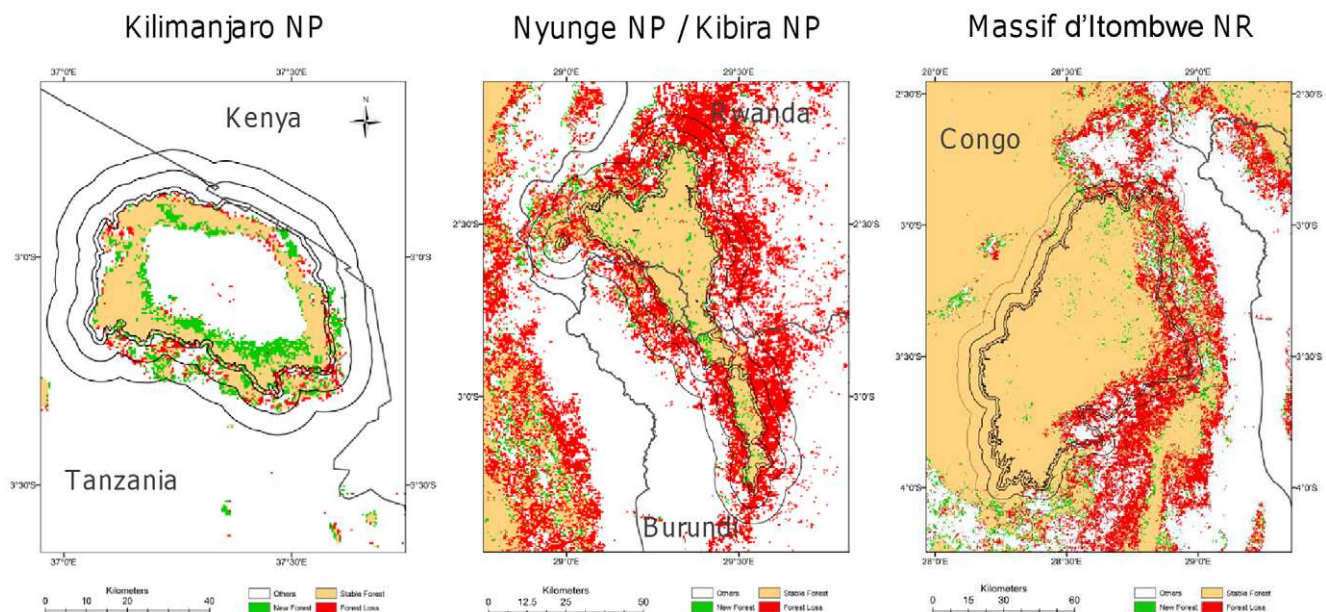 Kilimanjaro NP
37°0'E
37°30'E
Kenya
N
3°0'S
3°0'S
Tanzania
3°30'S
3°30'S
37°0'E
37°30'E
Kilometers
0 10 20 40
Others
Stable Forest
New Forest
Forest Loss
Nyunge NP / Kibira NP
29°0'E
29°30'E
Rwanda
2°30'S
2°30'S
3°0'S
3°0'S
Burundi
29°0'E
29°30'E
Kilometers
0 12.5 25 50
Others
Stable Forest
New Forest
Forest Loss
Massif d'Itombwe NR
28°0'E
28°30'E
29°0'E
2°30'S
2°30'S
Congo
3°0'S
3°0'S
3°30'S
3°30'S
4°0'S
4°0'S
28°0'E
28°30'E
29°0'E
Kilometers
0 15 30 60
Others
Stable Forest
New Forest
Forest Loss